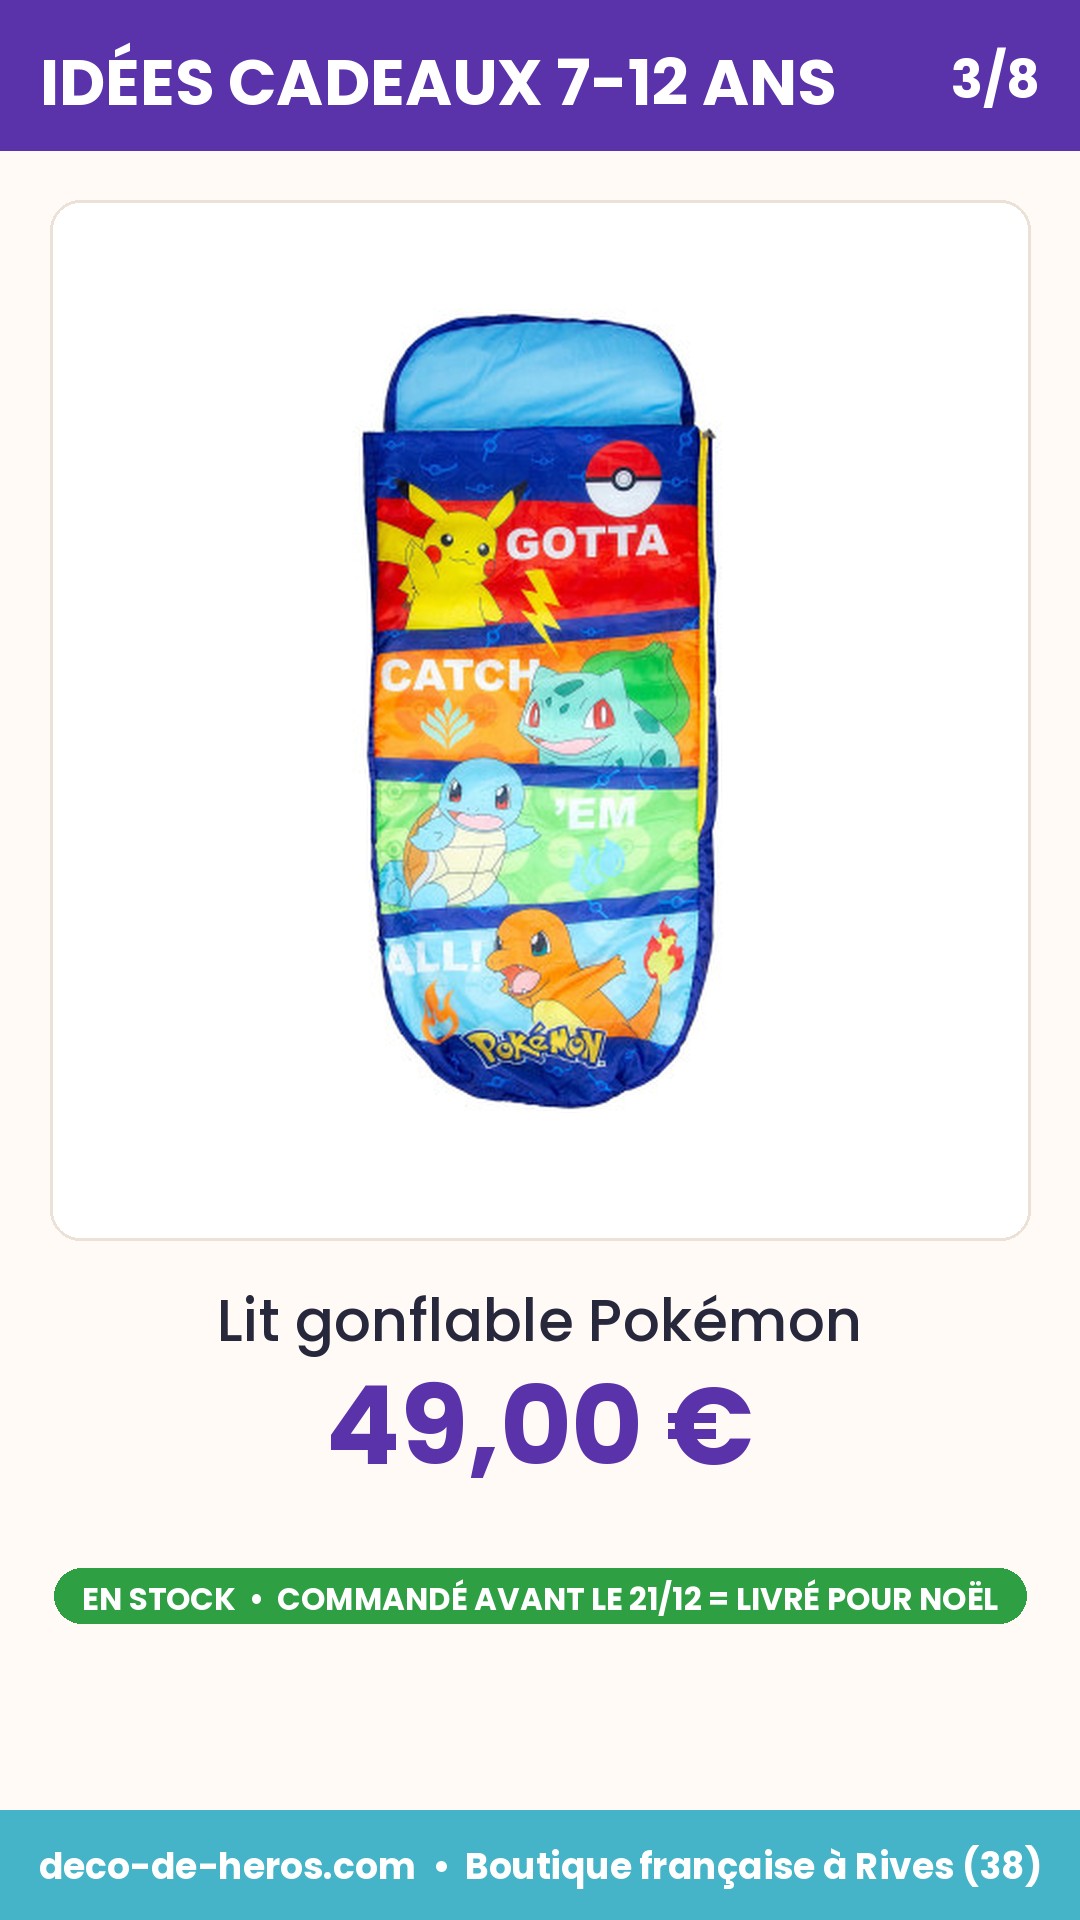 IDÉES CADEAUX 7-12 ANS 3/8
GOTTA
CATCH
'EM
ALL!
POKéMON
Lit gonflable Pokémon
49,00 €
EN STOCK • COMMANDÉ AVANT LE 21/12 = LIVRÉ POUR NOËL
deco-de-heros.com • Boutique française à Rives (38)